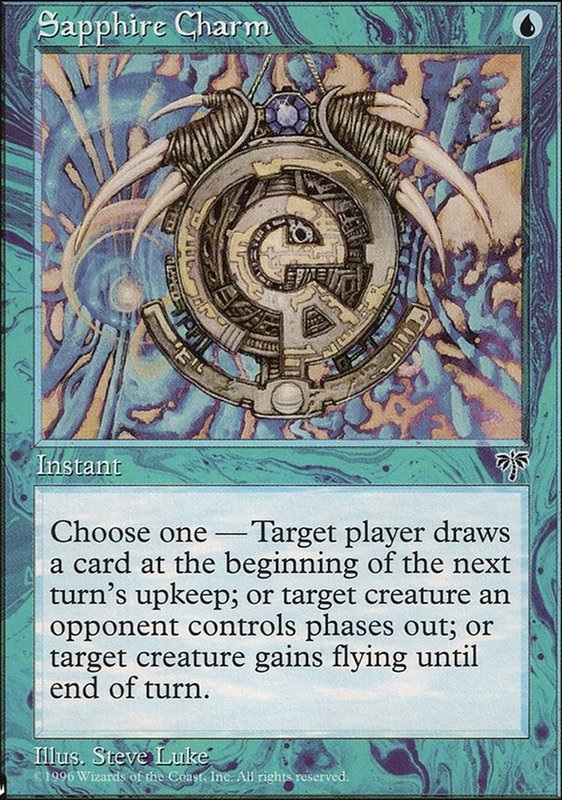 Sapphire Charm
Instant
Choose one — Target player draws
a card at the beginning of the next
turn's upkeep; or target creature an
opponent controls phases out; or
target creature gains flying until
end of turn.
Illus. Steve Luke
©1996 Wizards of the Coast, Inc. All rights reserved.